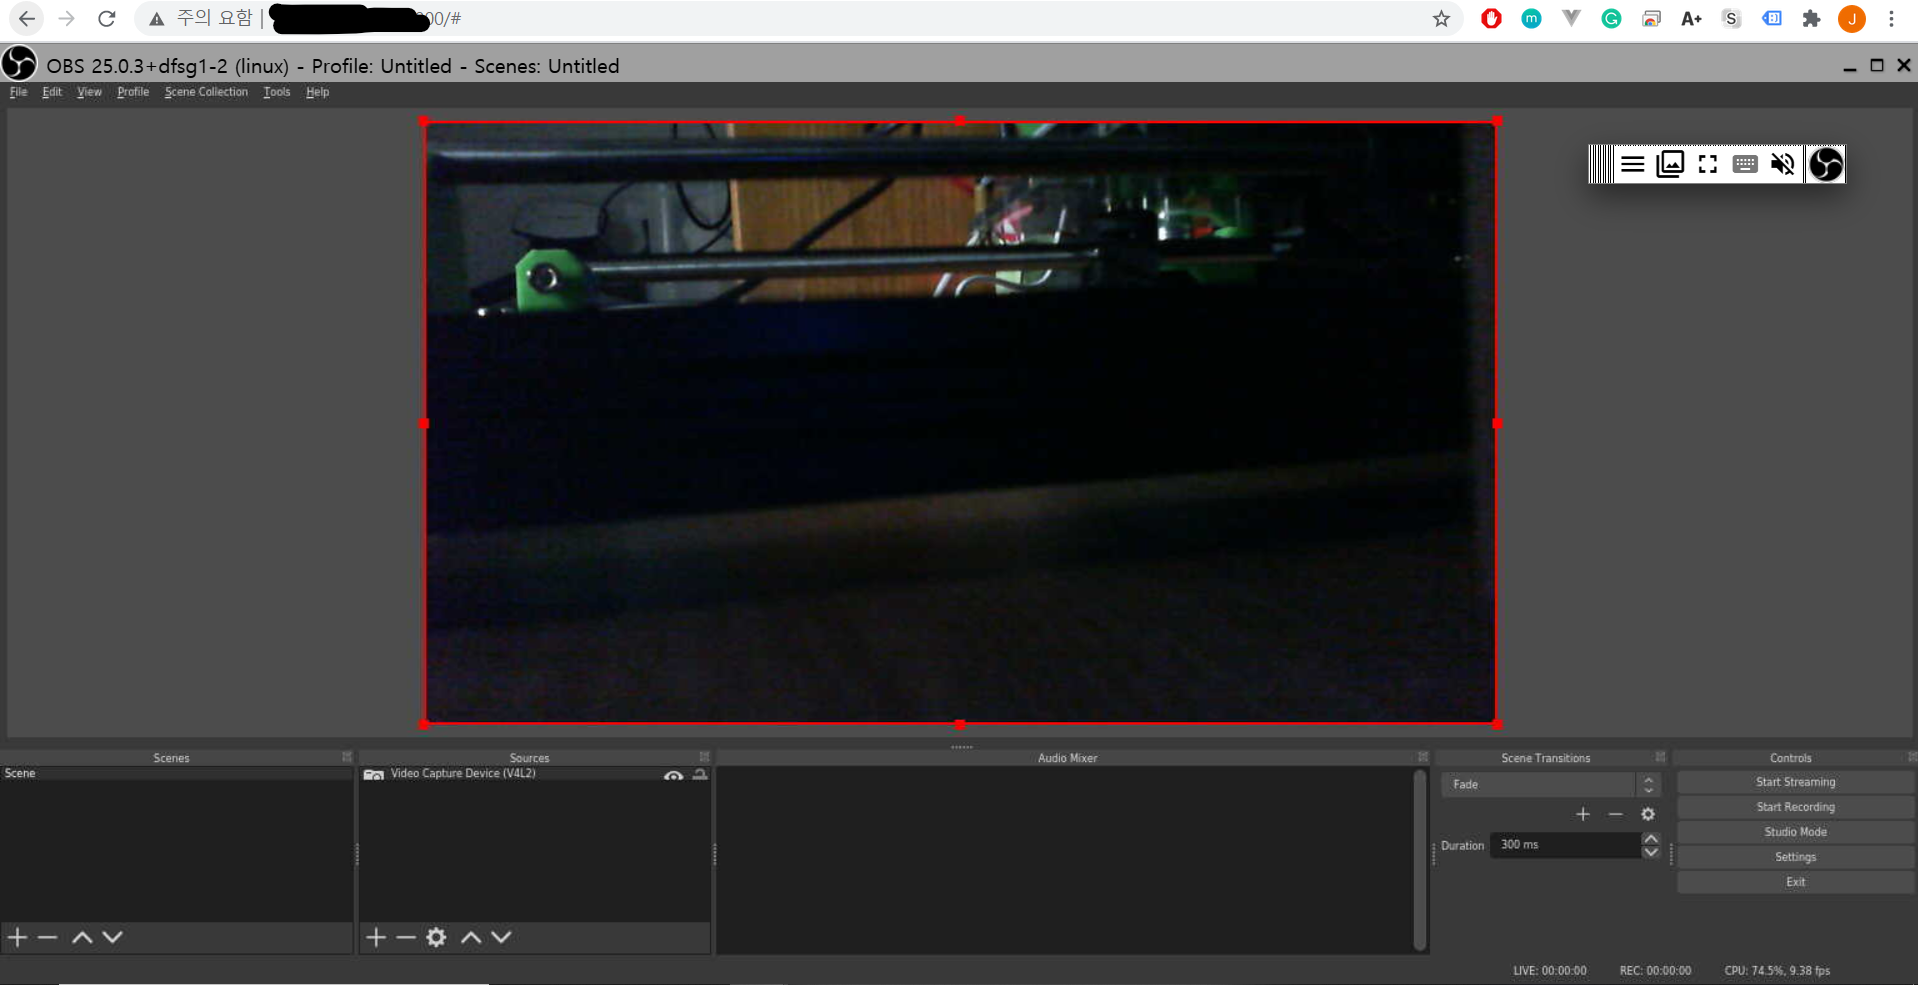 주의 요함 | 00/#
OBS 25.0.3+dfsg1-2 (linux) - Profile: Untitled - Scenes: Untitled
File Edit View Profile Scene Collection Tools Help
Scenes
Scene
Sources
Video Capture Device (V4L2)
Audio Mixer
Scene Transitions
Fade
Duration 300 ms
Controls
Start Streaming
Start Recording
Studio Mode
Settings
Exit
LIVE: 00:00:00 REC: 00:00:00 CPU: 74.5%, 9.38 fps